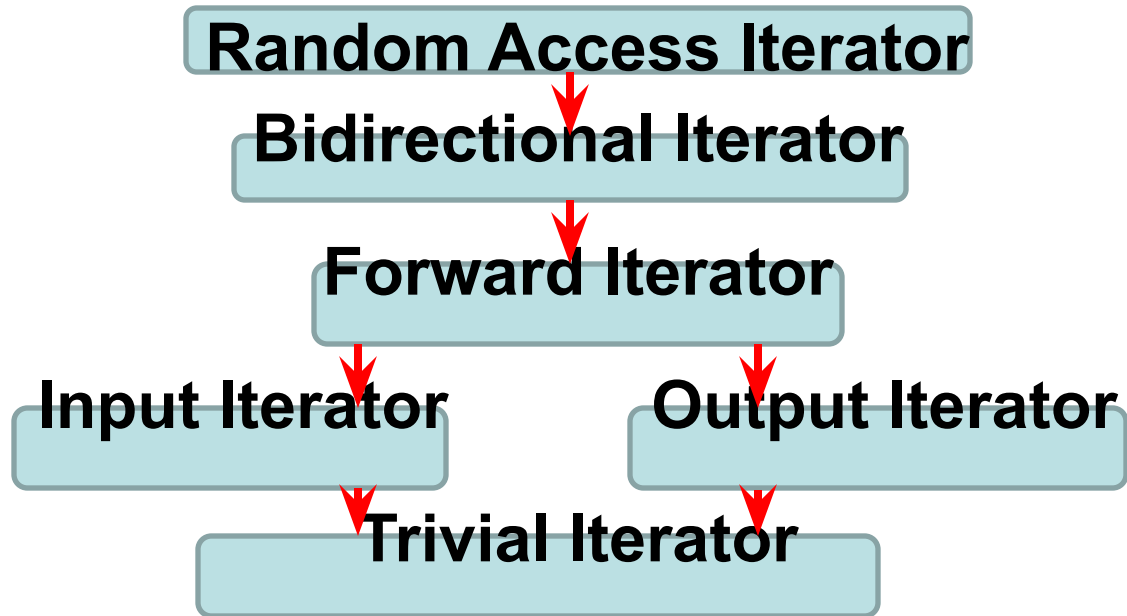 Random Access Iterator
Bidirectional Iterator
Forward Iterator
Input Iterator
Output Iterator
Trivial Iterator